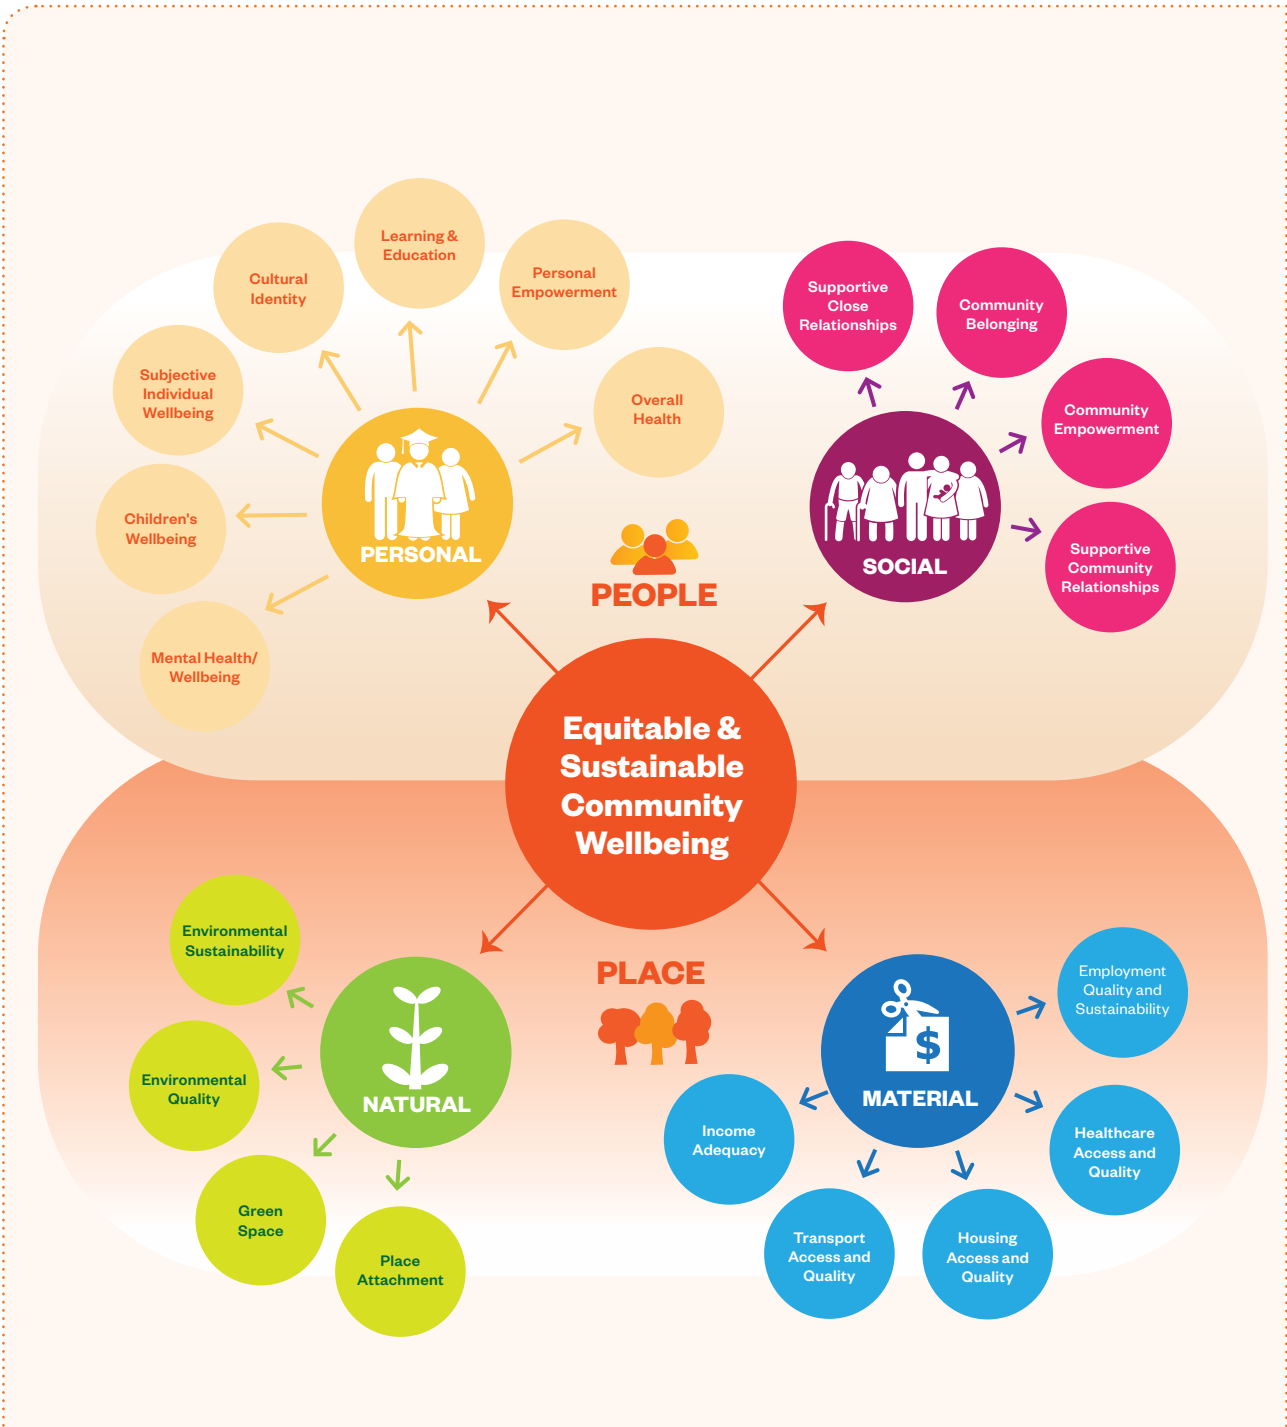 Learning &
Education
Cultural
Identity
Personal
Empowerment
Subjective
Individual
Wellbeing
Overall
Health
Children's
Wellbeing
Mental Health/
Wellbeing
PERSONAL
PEOPLE
Supportive
Close
Relationships
Community
Belonging
Community
Empowerment
Supportive
Community
Relationships
SOCIAL
Equitable &
Sustainable
Community
Wellbeing
Environmental
Sustainability
Environmental
Quality
Green
Space
Place
Attachment
NATURAL
PLACE
$
MATERIAL
Employment
Quality and
Sustainability
Healthcare
Access and
Quality
Income
Adequacy
Transport
Access and
Quality
Housing
Access and
Quality